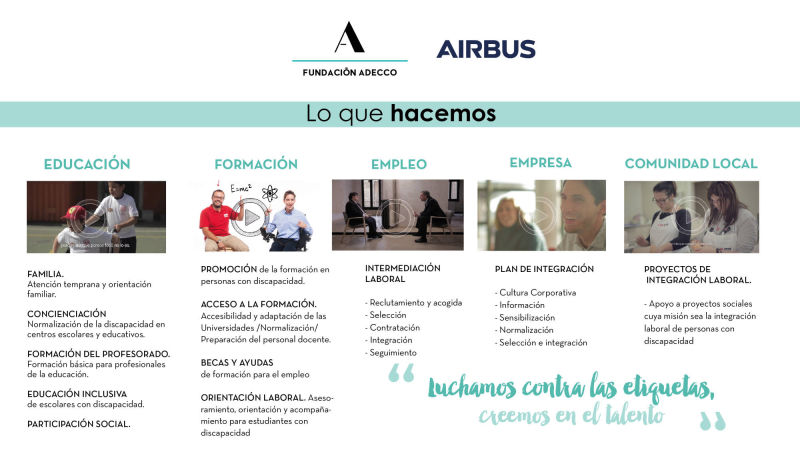 FUNDACIÓN ADECCO
AIRBUS
Lo que hacemos
EDUCACIÓN
FAMILIA.
Atención temprana y orientación
familiar.
CONCIENCIACIÓN
Normalización de la discapacidad en
centros escolares y educativos.
FORMACIÓN DEL PROFESORADO.
Formación básica para profesionales
de la educación.
EDUCACIÓN INCLUSIVA
de escolares con discapacidad.
PARTICIPACIÓN SOCIAL.
FORMACIÓN
E=mc²
PROMOCIÓN de la formación en
personas con discapacidad.
ACCESO A LA FORMACIÓN.
Accesibilidad y adaptación de las
Universidades /Normalización/
Preparación del personal docente.
BECAS Y AYUDAS
de formación para el empleo
ORIENTACIÓN LABORAL. Aseso-
ramiento, orientación y acompaña-
miento para estudiantes con
discapacidad
EMPLEO
INTERMEDIACIÓN
LABORAL
- Reclutamiento y acogida
- Selección
- Contratación
- Integración
- Seguimiento
EMPRESA
PLAN DE INTEGRACIÓN
- Cultura Corporativa
- Información
- Sensibilización
- Normalización
- Selección e integración
COMUNIDAD LOCAL
PROYECTOS DE
INTEGRACIÓN LABORAL.
- Apoyo a proyectos sociales
cuya misión sea la integración
laboral de personas con
discapacidad
“Luchamos contra las etiquetas,
creemos en el talento”